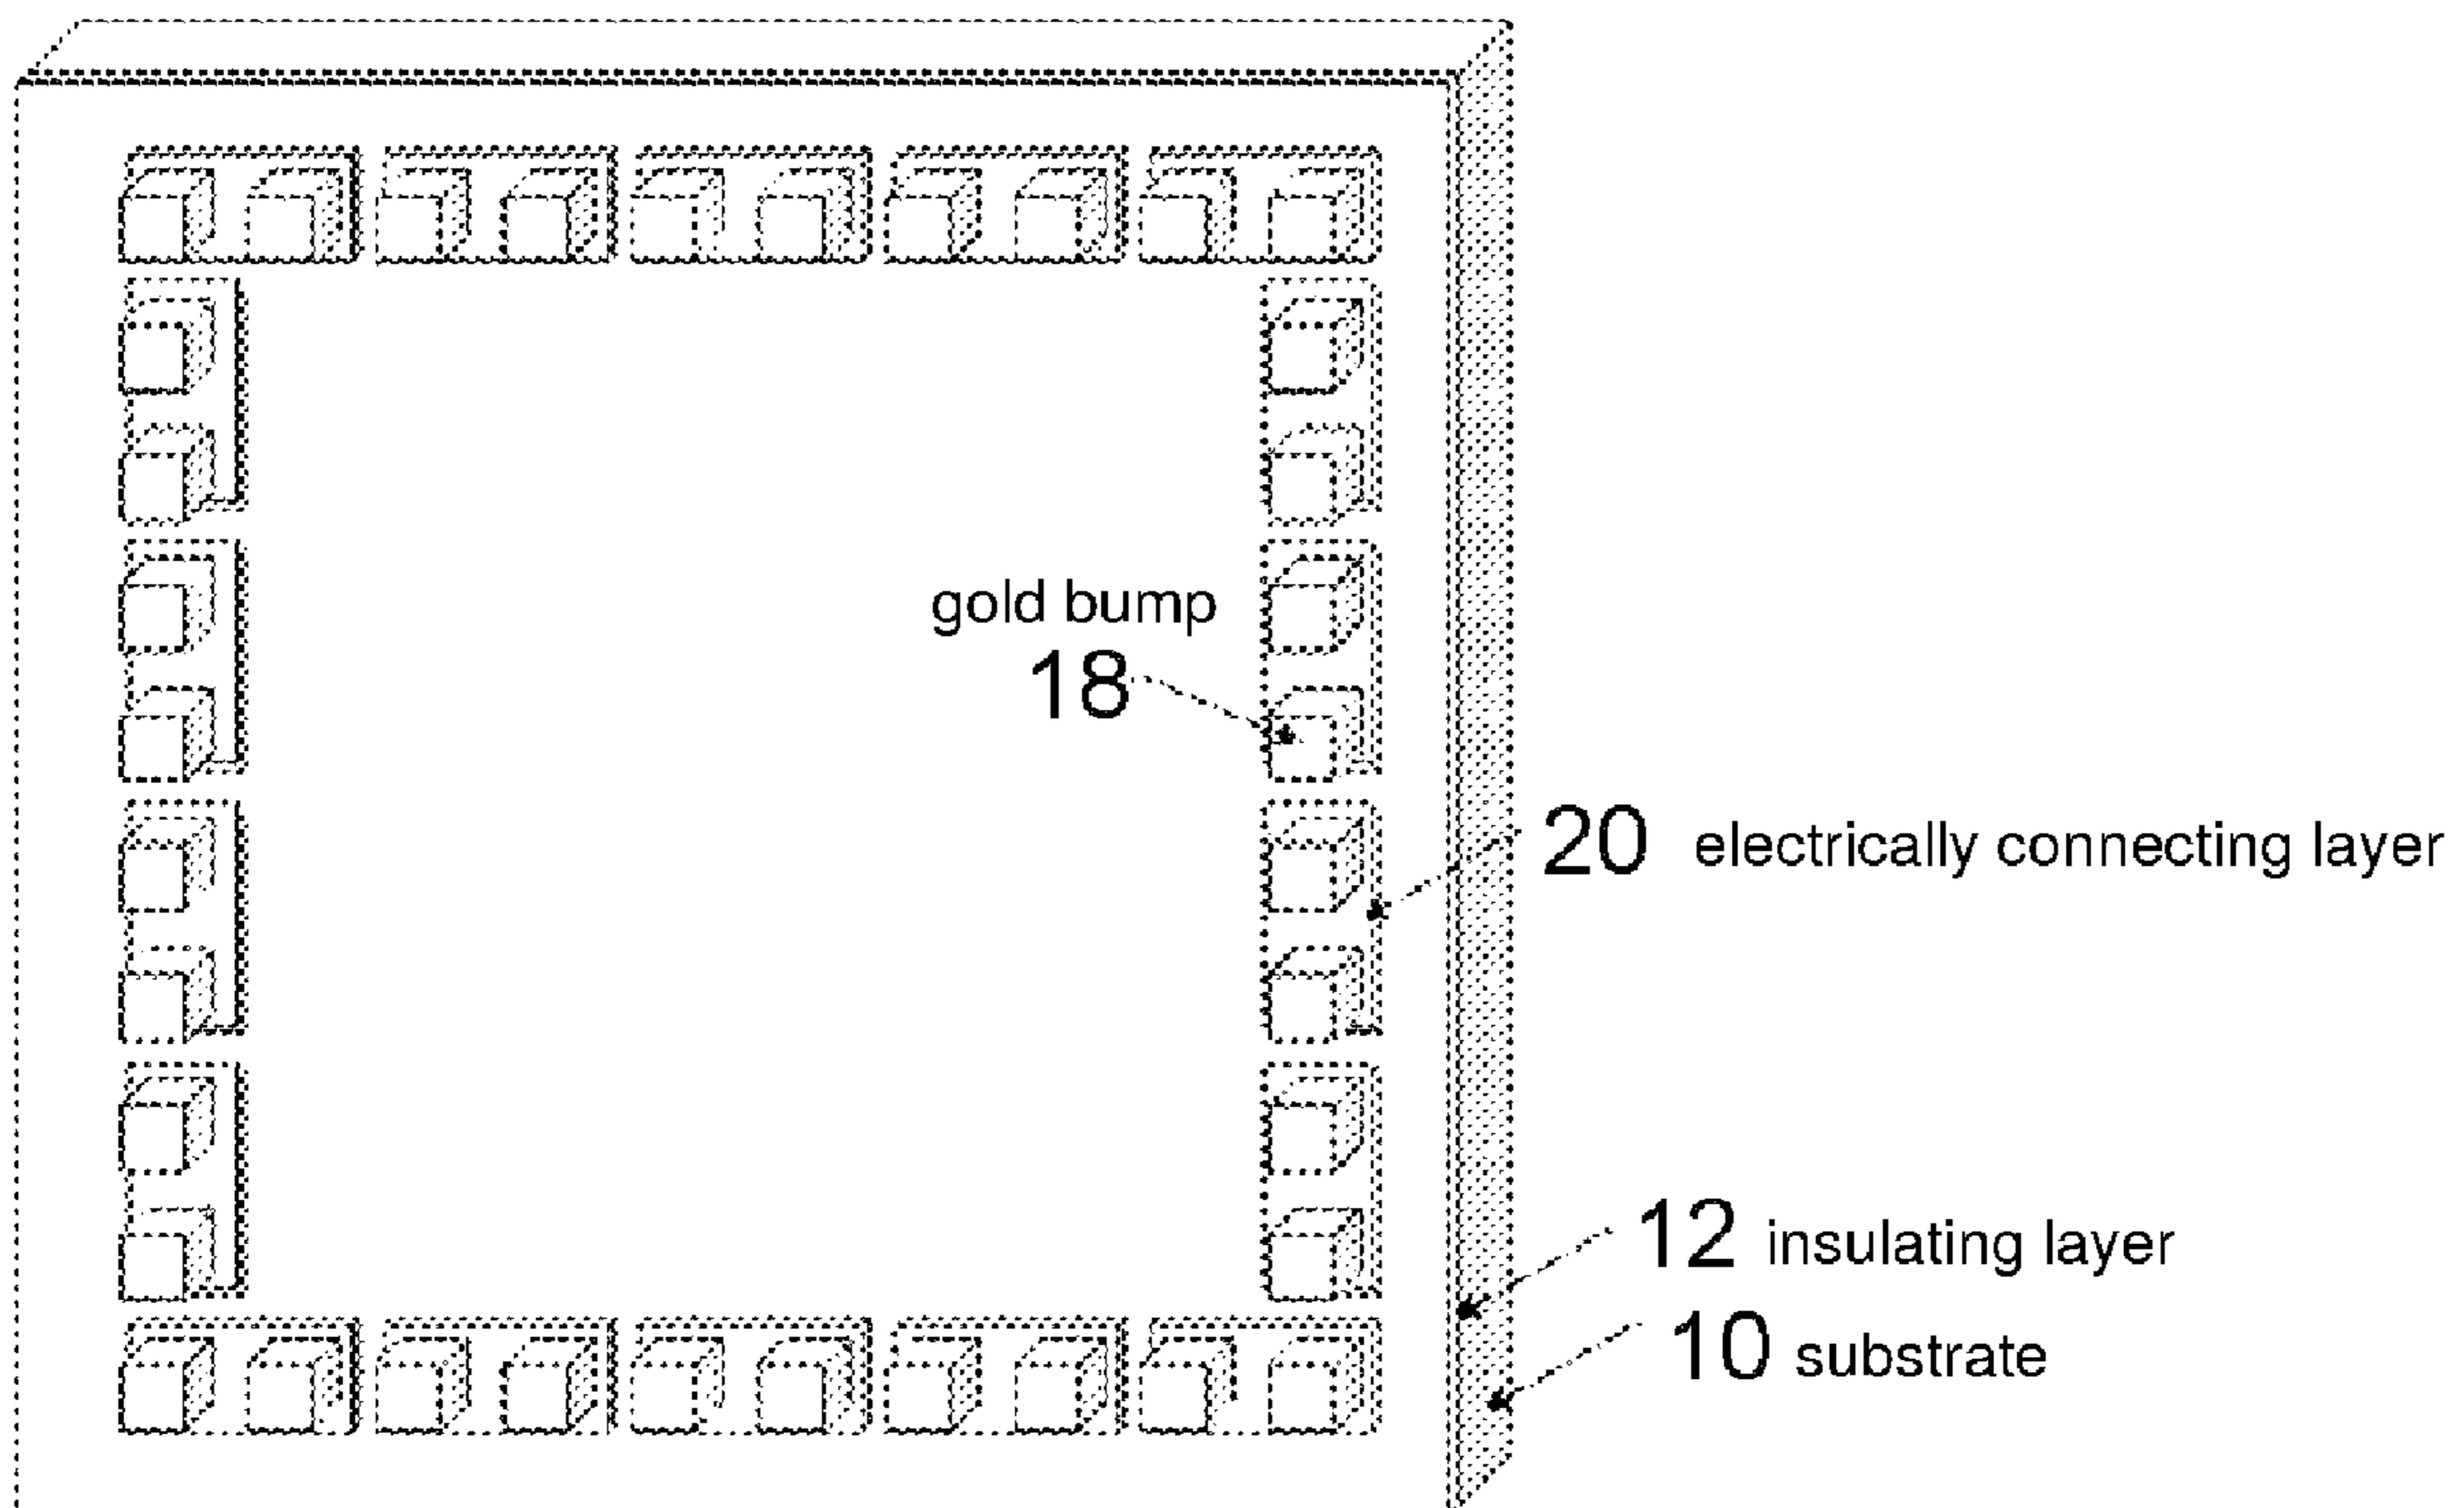 gold bump
18
20 electrically connecting layer
12 insulating layer
10 substrate